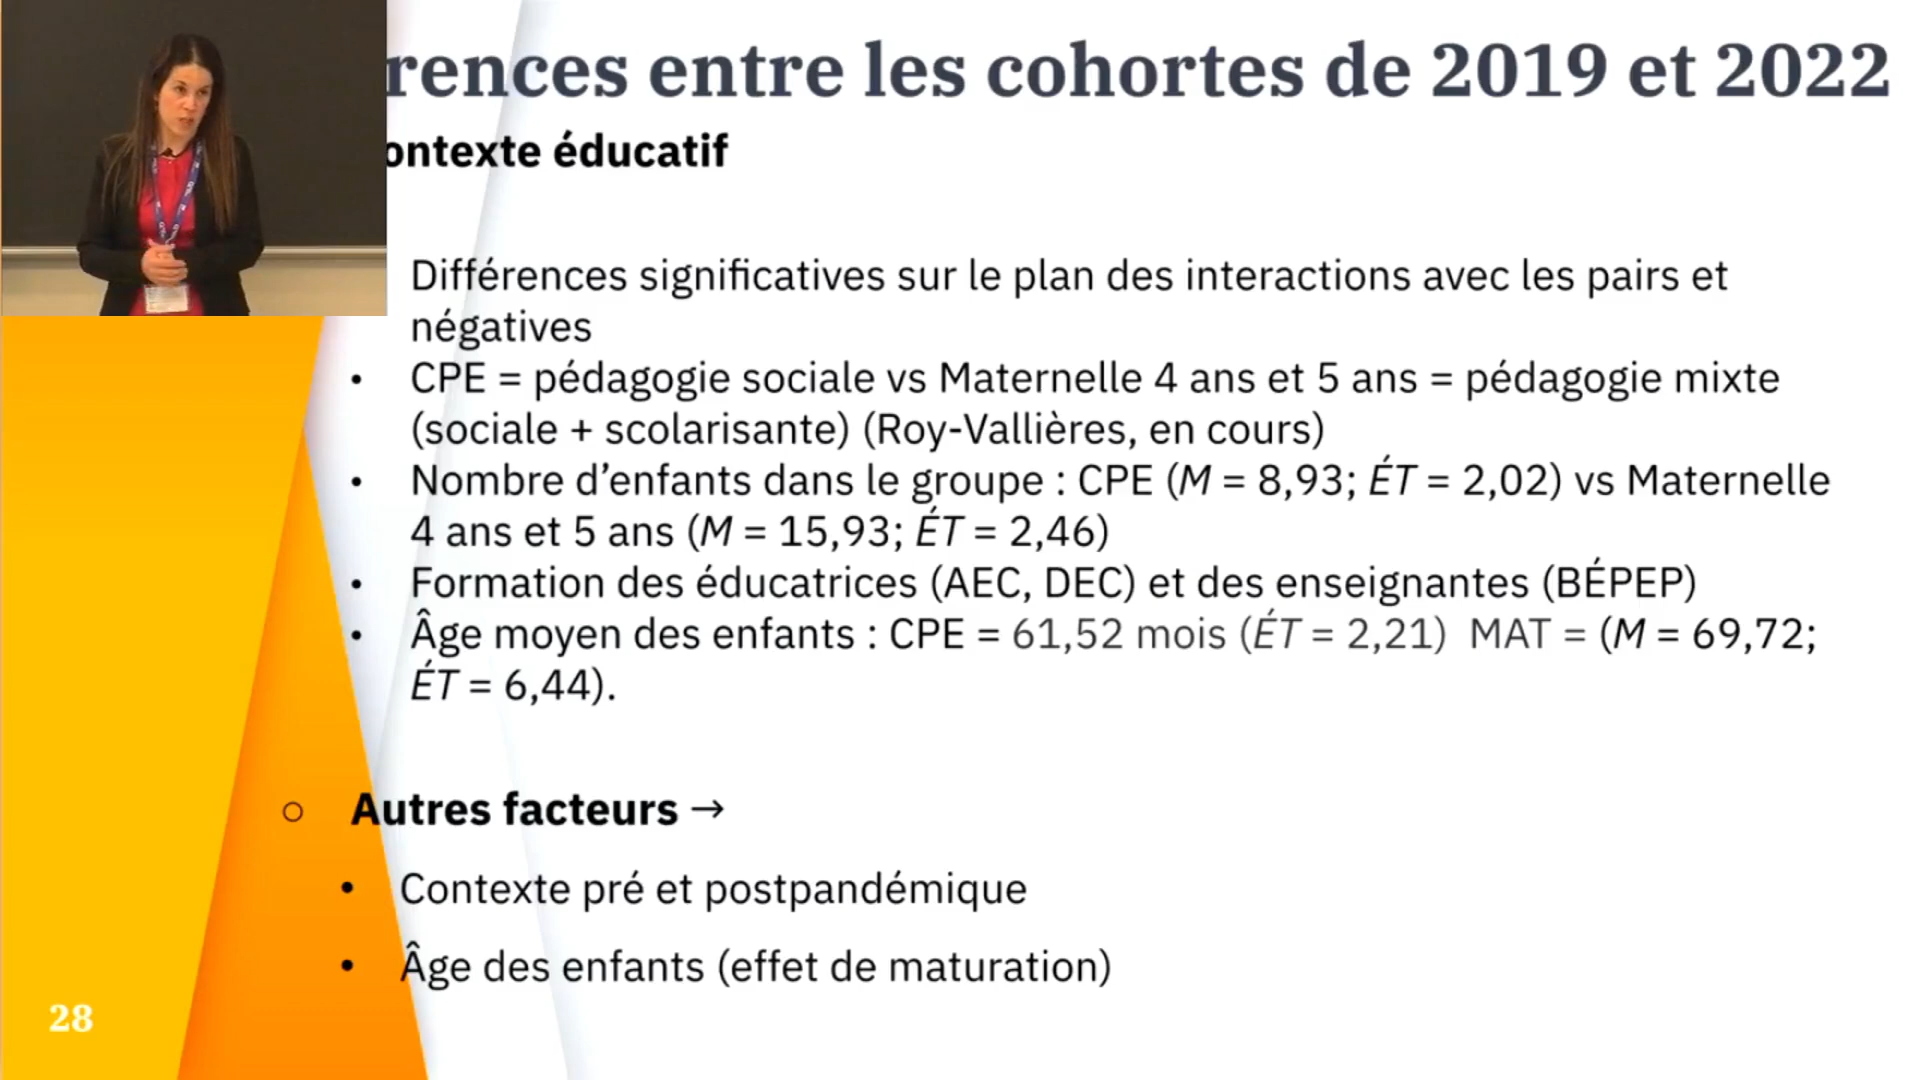 rences entre les cohortes de 2019 et 2022
ontexte éducatif
Différences significatives sur le plan des interactions avec les pairs et
négatives
• CPE = pédagogie sociale vs Maternelle 4 ans et 5 ans = pédagogie mixte
(sociale + scolarisante) (Roy-Vallières, en cours)
• Nombre d’enfants dans le groupe : CPE (M = 8,93; ÉT = 2,02) vs Maternelle
4 ans et 5 ans (M = 15,93; ÉT = 2,46)
• Formation des éducatrices (AEC, DEC) et des enseignantes (BÉPEP)
• Âge moyen des enfants : CPE = 61,52 mois (ÉT = 2,21) MAT = (M = 69,72;
ÉT = 6,44).
○ Autres facteurs →
• Contexte pré et postpandémique
• Âge des enfants (effet de maturation)
28